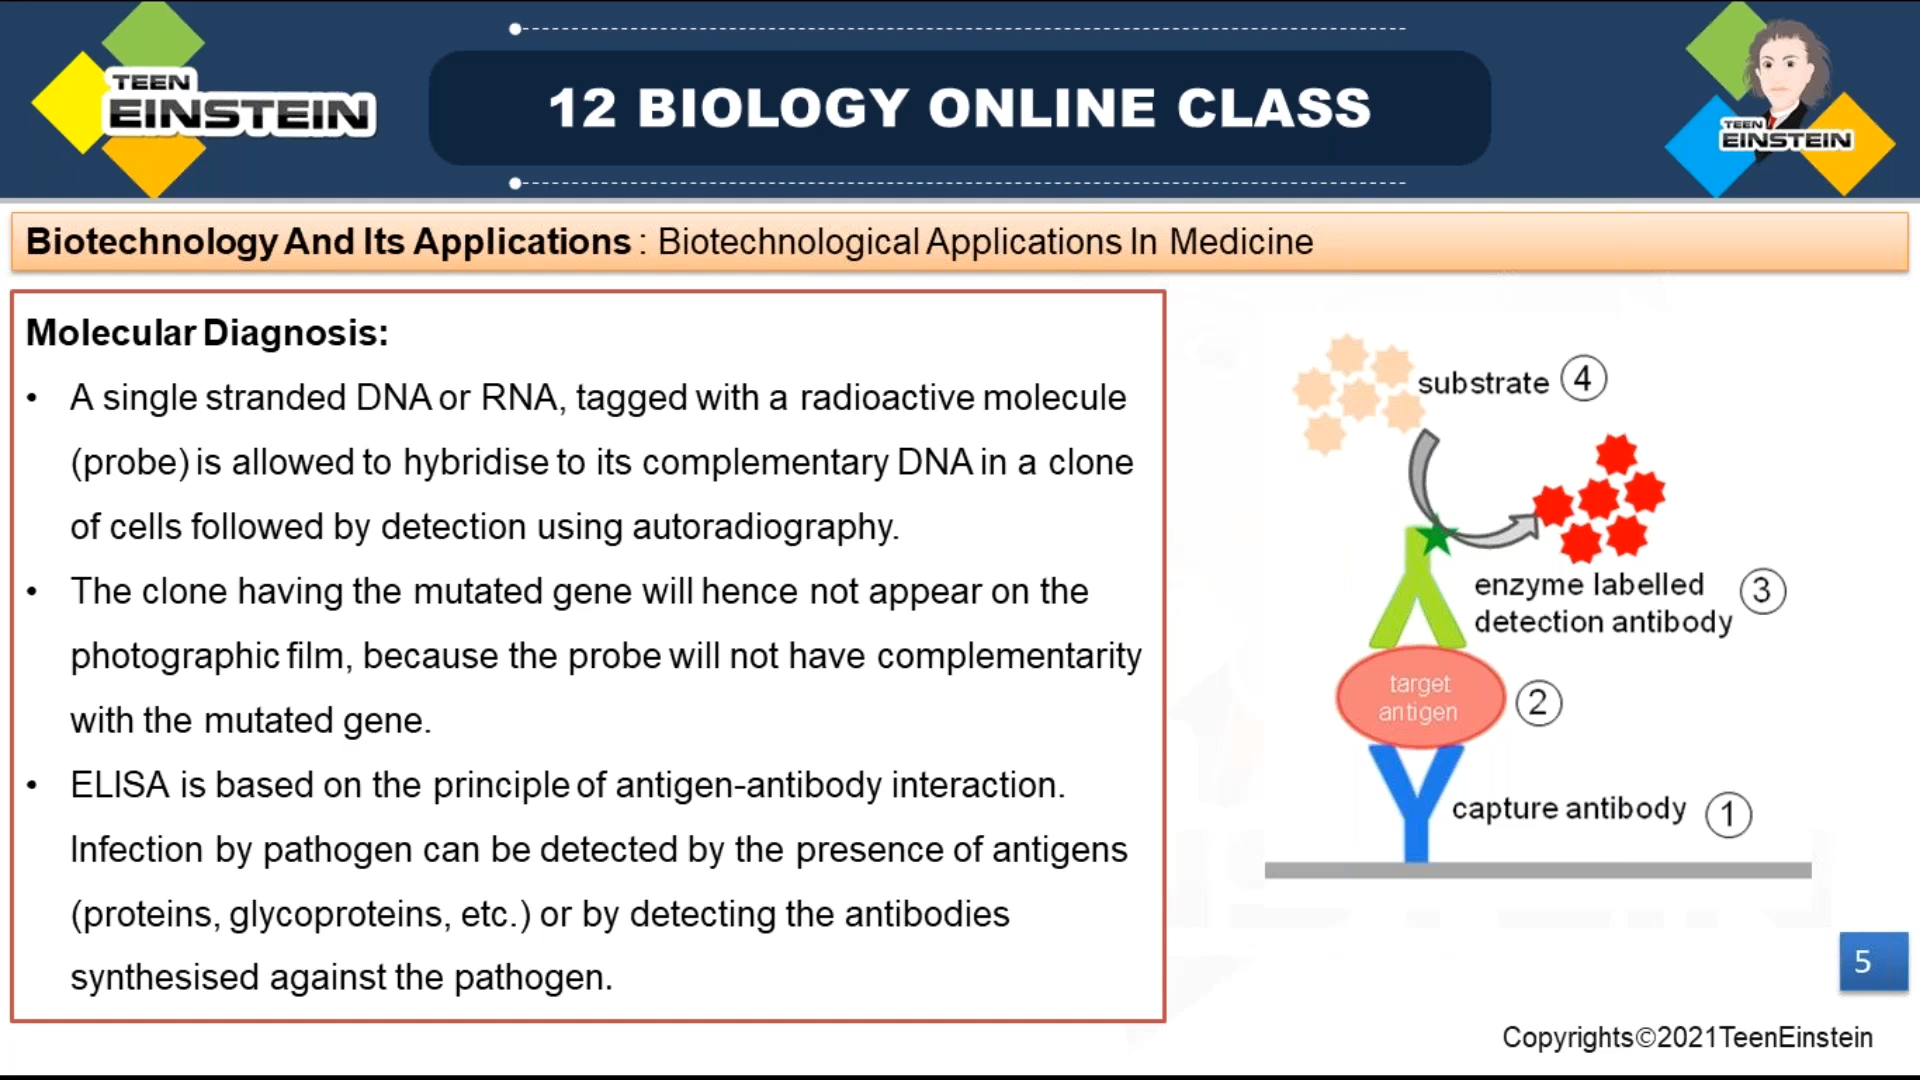 TEEN
EINSTEIN
12 BIOLOGY ONLINE CLASS
TEEN
EINSTEIN
Biotechnology And Its Applications : Biotechnological Applications In Medicine
Molecular Diagnosis:
• A single stranded DNA or RNA, tagged with a radioactive molecule
(probe) is allowed to hybridise to its complementary DNA in a clone
of cells followed by detection using autoradiography.
• The clone having the mutated gene will hence not appear on the
photographic film, because the probe will not have complementarity
with the mutated gene.
• ELISA is based on the principle of antigen-antibody interaction.
Infection by pathogen can be detected by the presence of antigens
(proteins, glycoproteins, etc.) or by detecting the antibodies
synthesised against the pathogen.
substrate 4
enzyme labelled
detection antibody 3
target
antigen 2
capture antibody 1
5
Copyrights©2021TeenEinstein